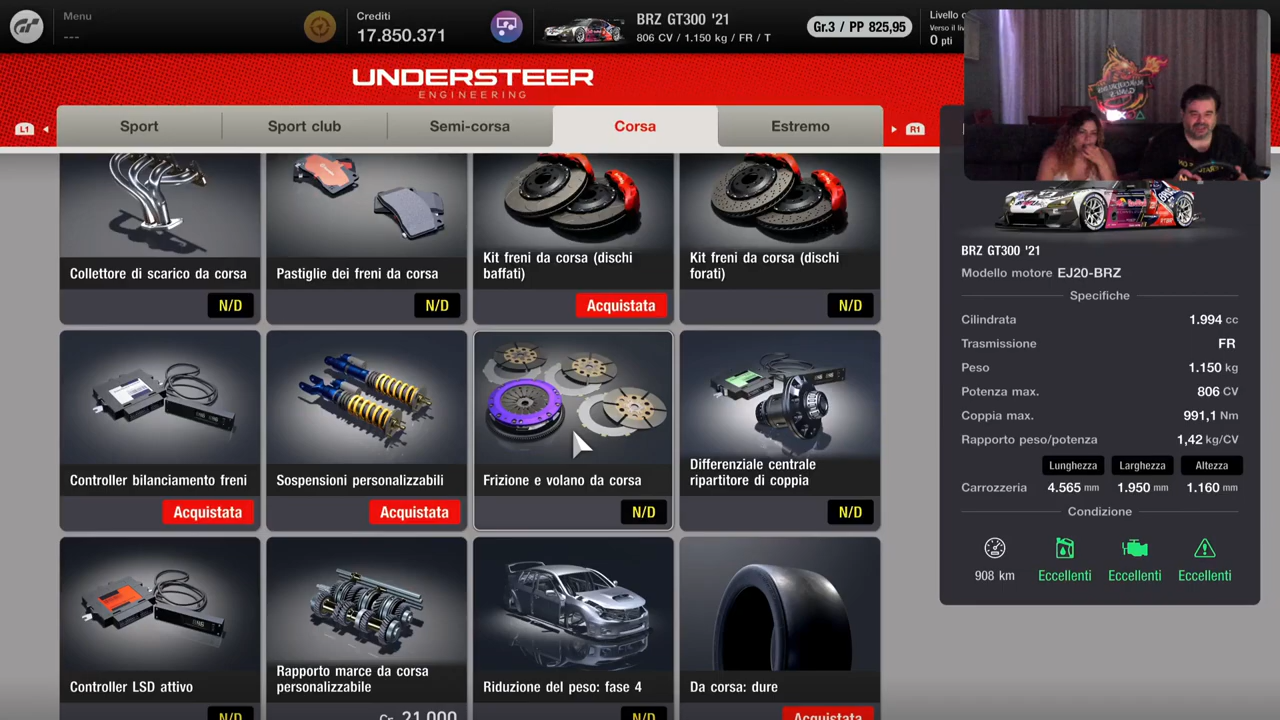 Menu
---
Crediti
17.850.371
BRZ GT300 '21
806 CV / 1.150 kg / FR / T
Gr.3 / PP 825,95
0 pti
UNDERSTEER
ENGINEERING
L1
Sport
Sport club
Semi-corsa
Corsa
Estremo
R1
Collettore di scarico da corsa
N/D
Pastiglie dei freni da corsa
N/D
Kit freni da corsa (dischi
baffati)
Acquistata
Kit freni da corsa (dischi
forati)
N/D
Controller bilanciamento freni
Acquistata
Sospensioni personalizzabili
Acquistata
Frizione e volano da corsa
N/D
Differenziale centrale
ripartitore di coppia
N/D
Controller LSD attivo
N/D
Rapporto marce da corsa
personalizzabile
Cr. 21.000
Riduzione del peso: fase 4
N/D
Da corsa: dure
Acquistata
BRZ GT300 '21
Modello motore EJ20-BRZ
Specifiche
Cilindrata 1.994 cc
Trasmissione FR
Peso 1.150 kg
Potenza max. 806 CV
Coppia max. 991,1 Nm
Rapporto peso/potenza 1,42 kg/CV
Lunghezza Larghezza Altezza
Carrozzeria 4.565 mm 1.950 mm 1.160 mm
Condizione
908 km
Eccellenti
Eccellenti
Eccellenti